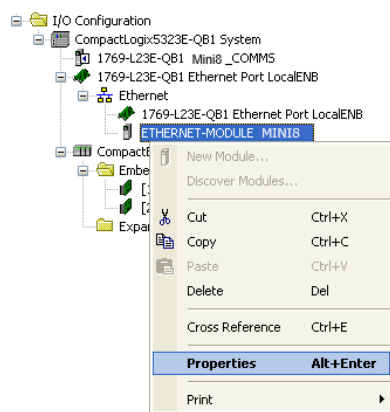 I/O Configuration
CompactLogix5323E-QB1 System
1769-L23E-QB1 Mini8_COMMS
1769-L23E-QB1 Ethernet Port LocalENB
Ethernet
1769-L23E-QB1 Ethernet Port LocalENB
ETHERNET-MODULE MINI8
New Module...
Discover Modules...
Cut Ctrl+X
Copy Ctrl+C
Paste Ctrl+V
Delete Del
Cross Reference Ctrl+E
Properties Alt+Enter
Print